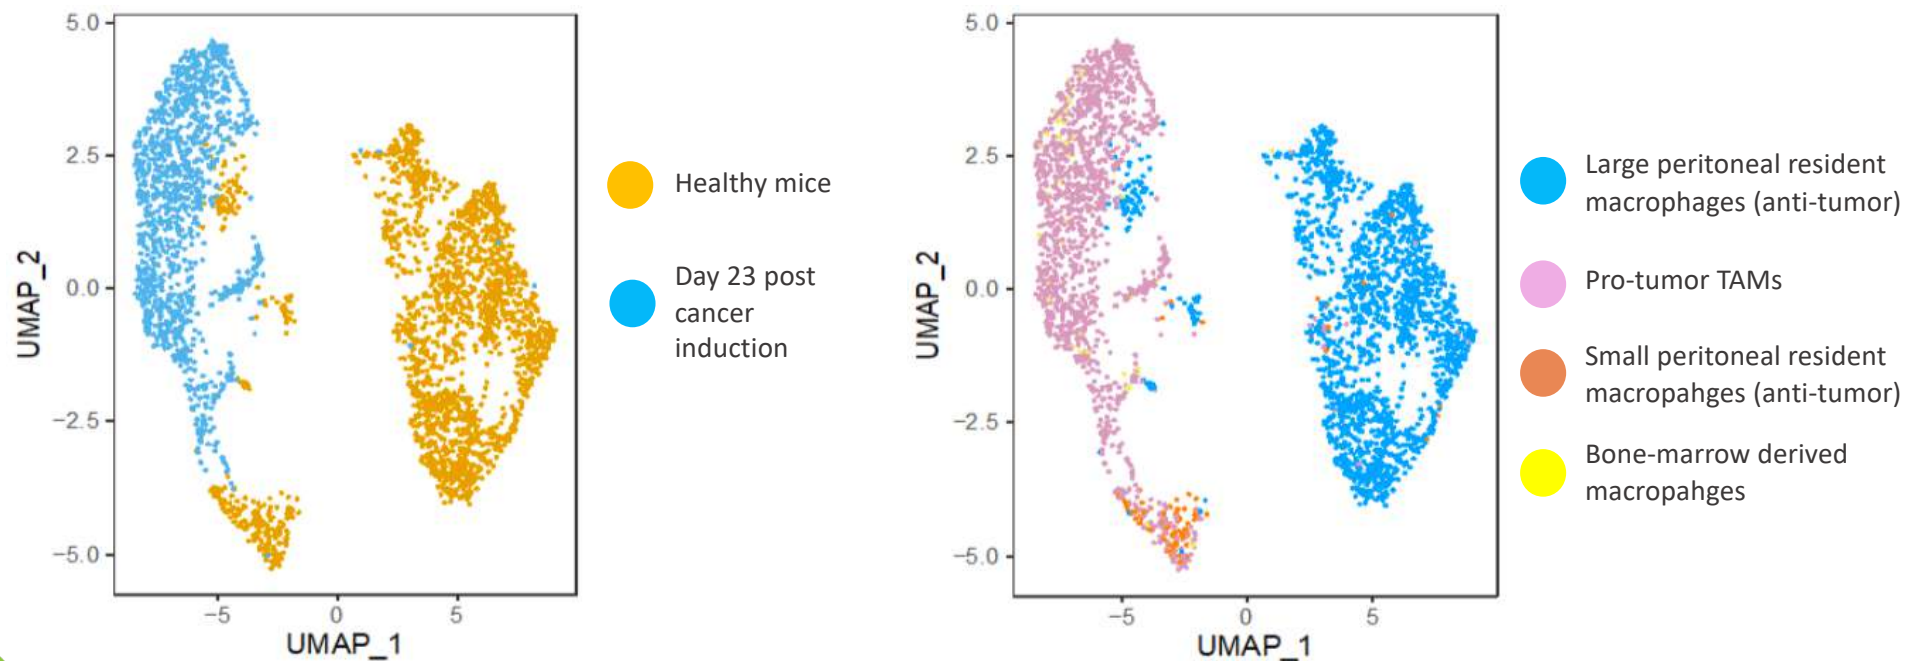 5.0
2.5
0.0
−2.5
−5.0
UMAP_2
−5
0
5
UMAP_1
Healthy mice
Day 23 post
cancer
induction
5.0
2.5
0.0
−2.5
−5.0
UMAP_2
−5
0
5
UMAP_1
Large peritoneal resident
macrophages (anti-tumor)
Pro-tumor TAMs
Small peritoneal resident
macropahges (anti-tumor)
Bone-marrow derived
macropahges